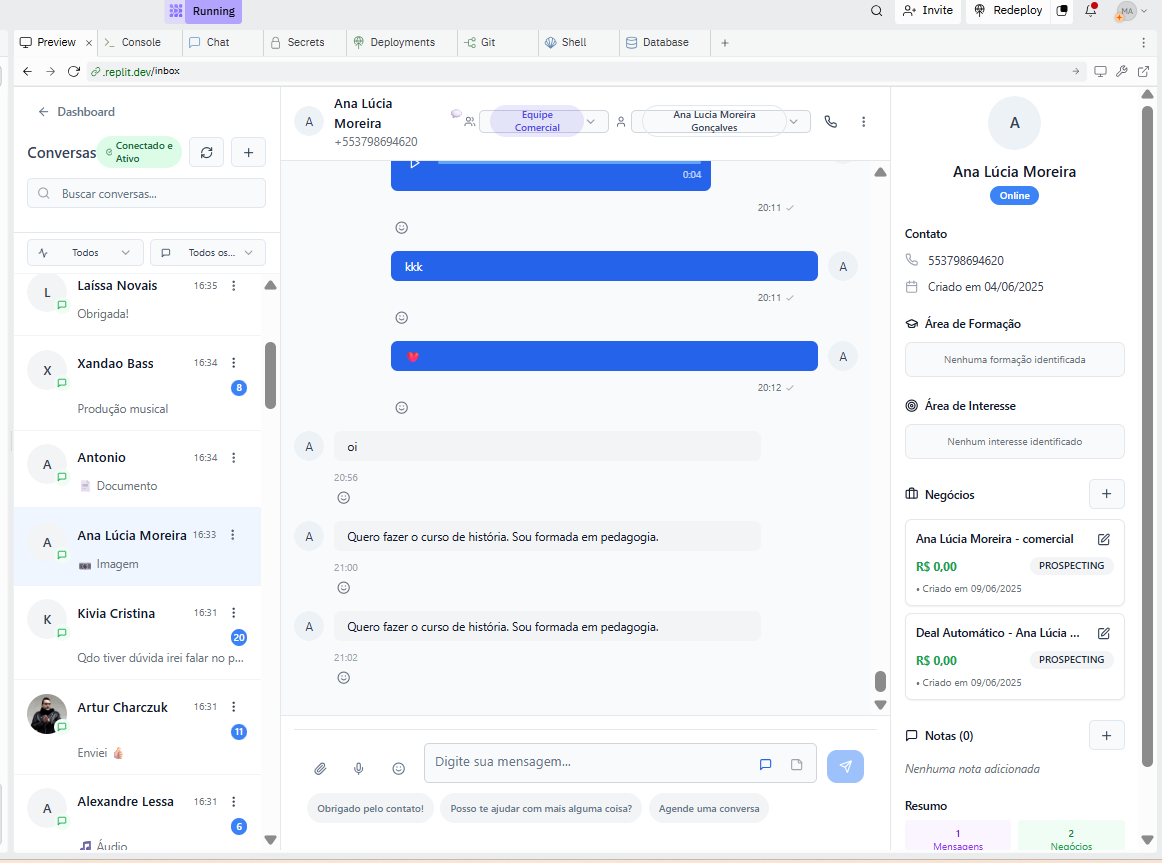 Running
Invite
Redeploy
MA
Preview
Console
Chat
Secrets
Deployments
Git
Shell
Database
.replit.dev/inbox
Dashboard
Conversas
Conectado e
Ativo
Buscar conversas...
Todos
Todos os...
L
Laíssa Novais
16:35
Obrigada!
X
Xandao Bass
16:34
8
Produção musical
A
Antonio
16:34
Documento
A
Ana Lúcia Moreira
16:33
Imagem
K
Kivia Cristina
16:31
20
Qdo tiver dúvida irei falar no p...
Artur Charczuk
16:31
11
Enviei
A
Alexandre Lessa
16:31
6
Áudio
A
Ana Lúcia
Moreira
+553798694620
Equipe
Comercial
Ana Lucia Moreira
Gonçalves
0:04
20:11
kkk
A
20:11
A
20:12
A
oi
20:56
A
Quero fazer o curso de história. Sou formada em pedagogia.
21:00
A
Quero fazer o curso de história. Sou formada em pedagogia.
21:02
Digite sua mensagem...
Obrigado pelo contato!
Posso te ajudar com mais alguma coisa?
Agende uma conversa
A
Ana Lúcia Moreira
Online
Contato
553798694620
Criado em 04/06/2025
Área de Formação
Nenhuma formação identificada
Área de Interesse
Nenhum interesse identificado
Negócios
Ana Lúcia Moreira - comercial
R$ 0,00
PROSPECTING
• Criado em 09/06/2025
Deal Automático - Ana Lúcia ...
R$ 0,00
PROSPECTING
• Criado em 09/06/2025
Notas (0)
Nenhuma nota adicionada
Resumo
1
Mensagens
2
Negócios